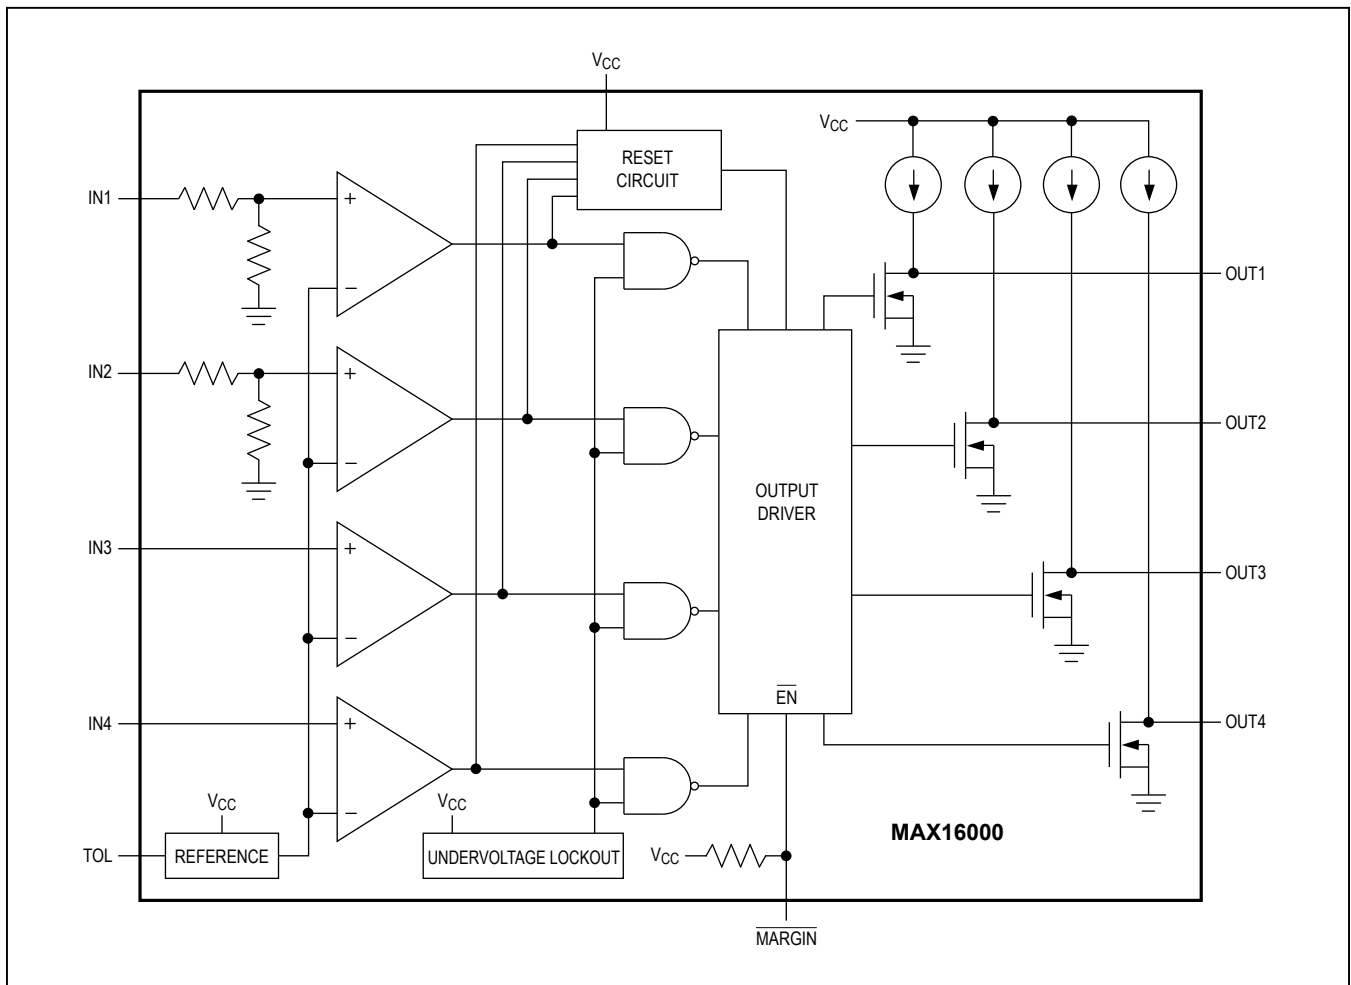 VCC
RESET
CIRCUIT
VCC
IN1
+
−
OUT1
IN2
+
−
OUT2
OUTPUT
DRIVER
IN3
+
−
OUT3
EN
IN4
+
−
OUT4
VCC
VCC
MAX16000
TOL
REFERENCE
UNDERVOLTAGE LOCKOUT
VCC
MARGIN